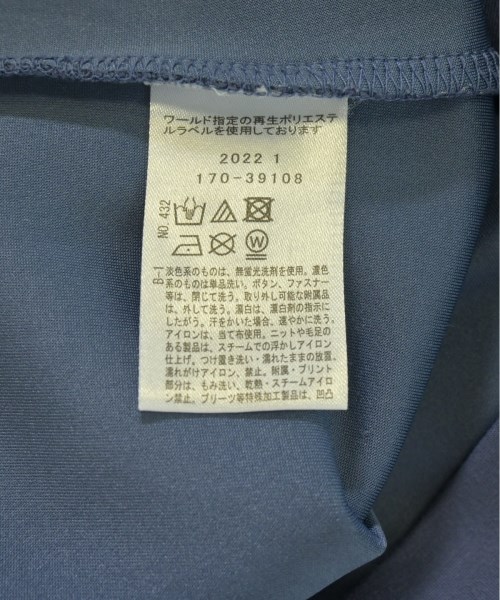 ワールド指定の再生ポリエステ
ルラベルを使用しております
2022 1
170-39108
NO.432
W
B-1
淡色系のものは、無蛍光洗剤を使用。濃色
系のものは単品洗い。ボタン、ファスナー
等は、閉じて洗う。取り外し可能な附属品
は、外して洗う。漂白は、漂白剤の指示に
したがう。汗をかいた場合、速やかに洗う。
アイロンは、当て布使用。ニットや毛足の
ある製品は、スチームでの浮かしアイロン
仕上げ。つけ置き洗い・濡れたままの放置、
濡れがけアイロン、禁止。附属・プリント
部分は、もみ洗い、乾熱・スチームアイロ
ン禁止。プリーツ等特殊加工製品は、凹凸